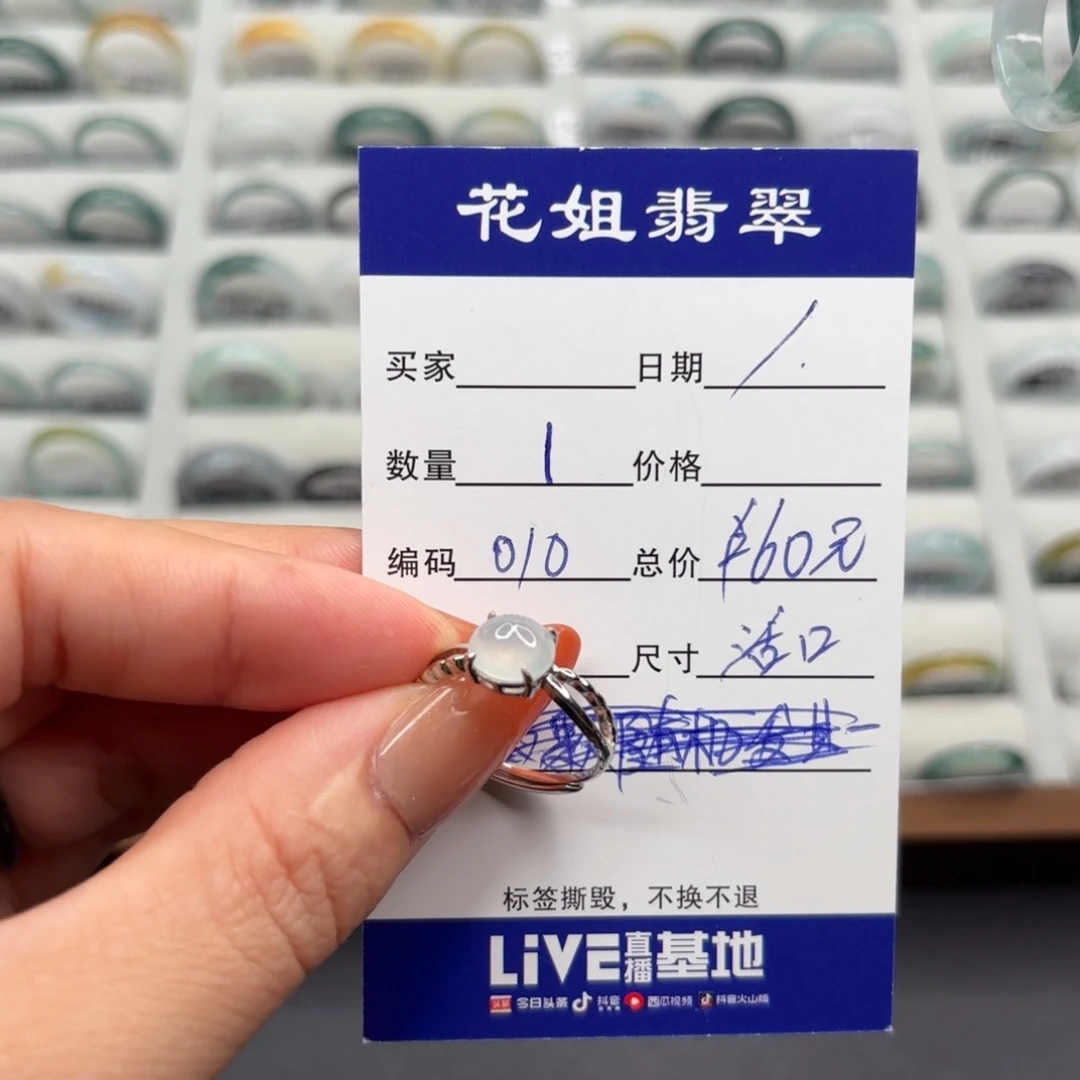 花姐翡翠
买家 日期 /.
数量 1 价格
编码 010 总价 ¥60元
尺寸 活口
标签撕毁，不换不退
LiVE直播基地
头条 今日头条 抖音 西瓜视频 抖音火山版